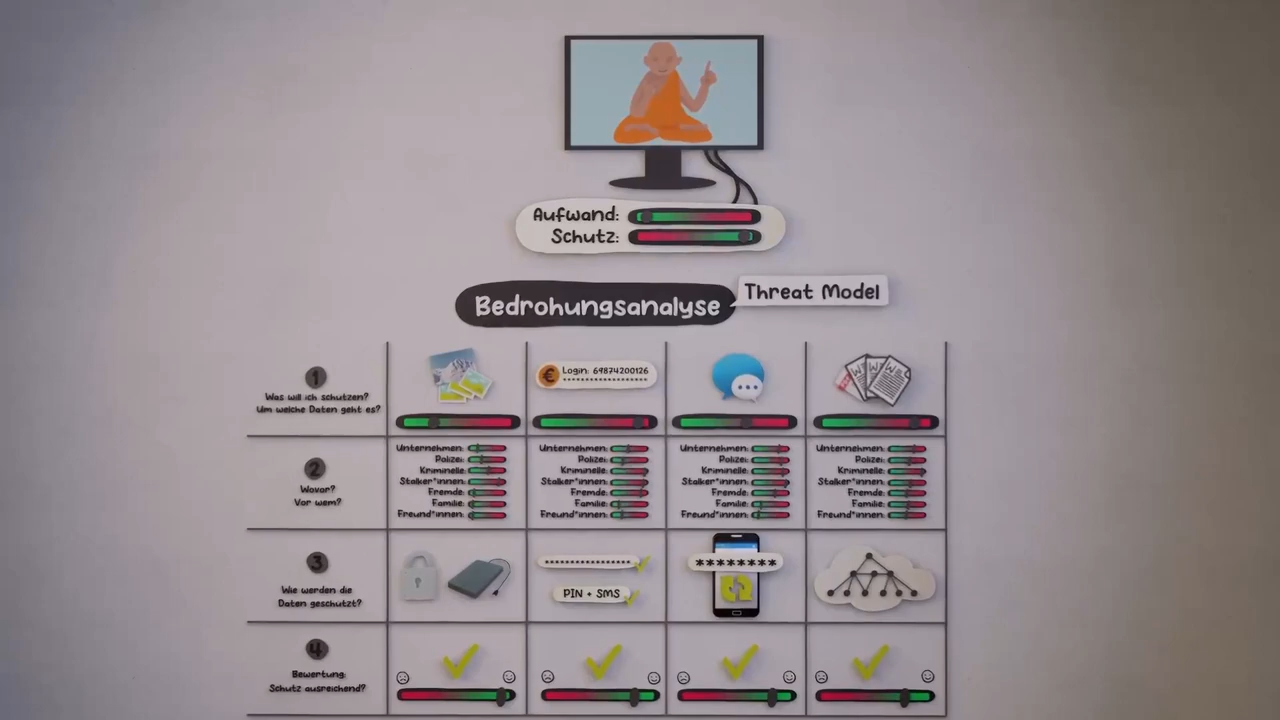 Aufwand:
Schutz:
Bedrohungsanalyse
Threat Model
1
Was will ich schützen?
Um welche Daten geht es?
Login: 69874200126
****************
2
Wovor?
Vor wem?
Unternehmen:
Polizei:
Kriminelle:
Stalker*innen:
Fremde:
Familie:
Freund*innen:
Unternehmen:
Polizei:
Kriminelle:
Stalker*innen:
Fremde:
Familie:
Freund*innen:
Unternehmen:
Polizei:
Kriminelle:
Stalker*innen:
Fremde:
Familie:
Freund*innen:
Unternehmen:
Polizei:
Kriminelle:
Stalker*innen:
Fremde:
Familie:
Freund*innen:
3
Wie werden die
Daten geschützt?
****************
PIN + SMS
********
4
Bewertung:
Schutz ausreichend?